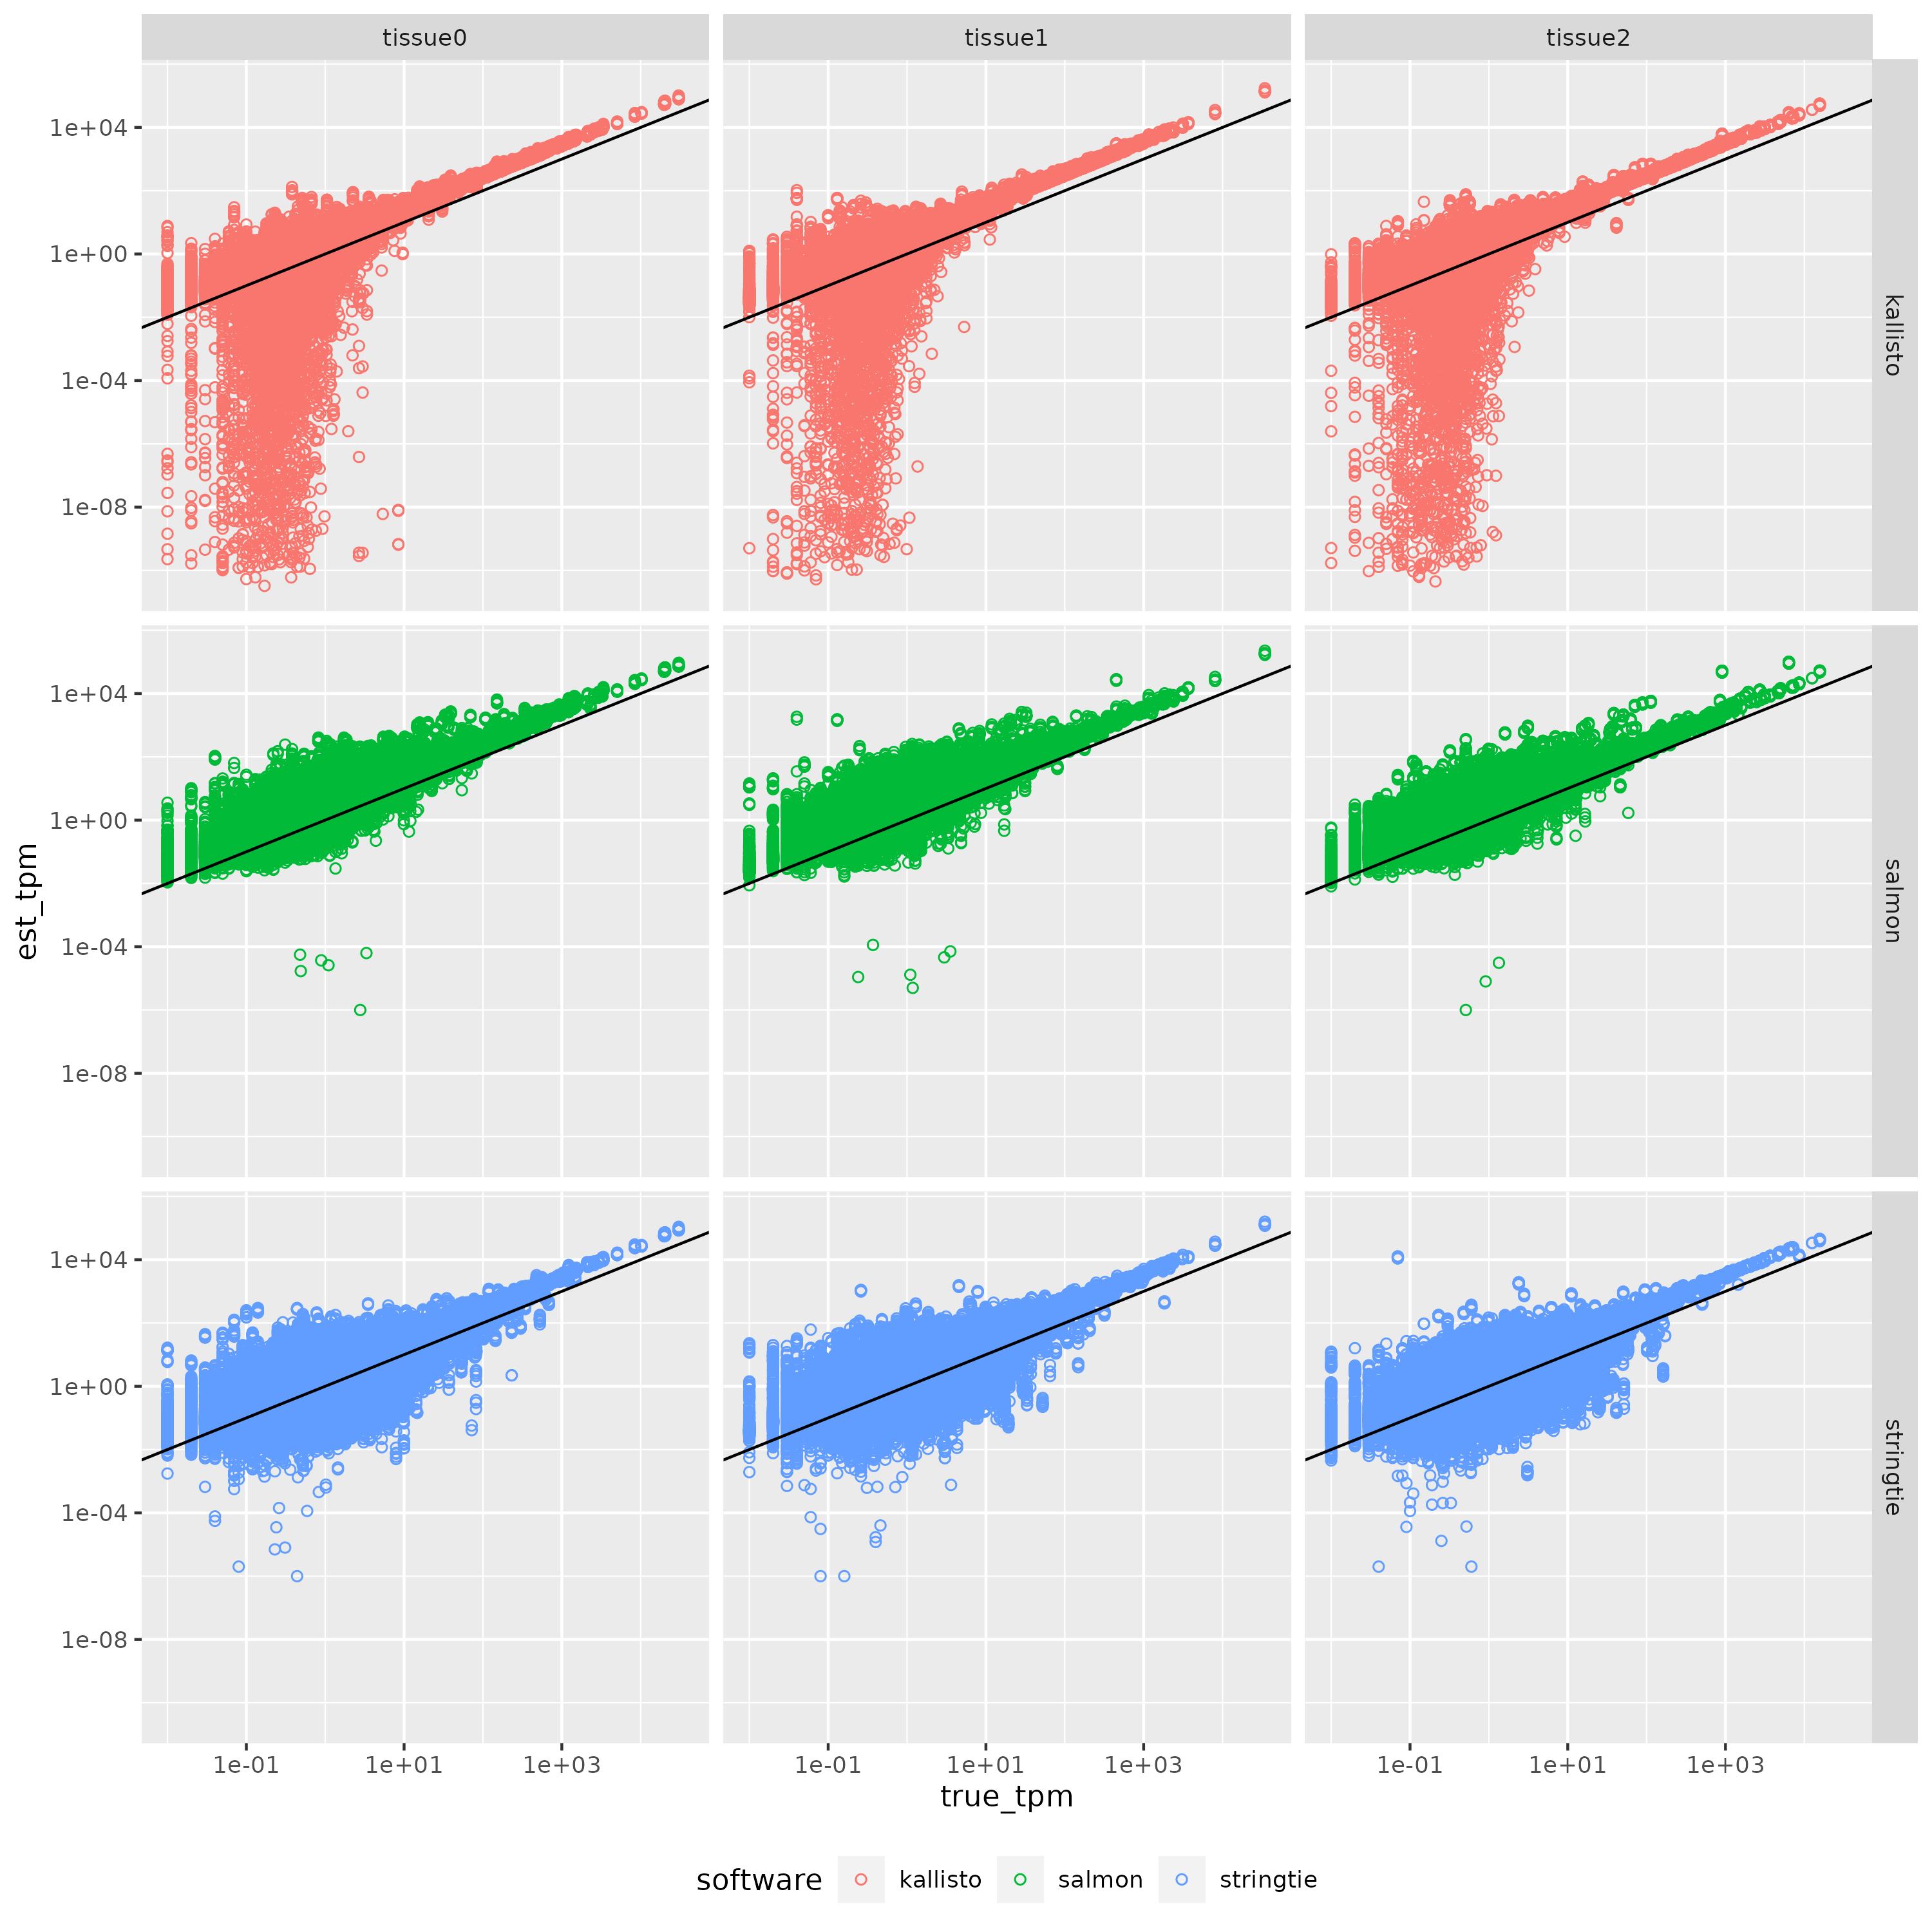 tissue0 tissue1 tissue2
1e+04
1e+00
1e-04
1e-08
kallisto
1e+04
1e+00
1e-04
1e-08
salmon
est_tpm
1e+04
1e+00
1e-04
1e-08
stringtie
1e-01 1e+01 1e+03 1e-01 1e+01 1e+03 1e-01 1e+01 1e+03
true_tpm
software kallisto salmon stringtie